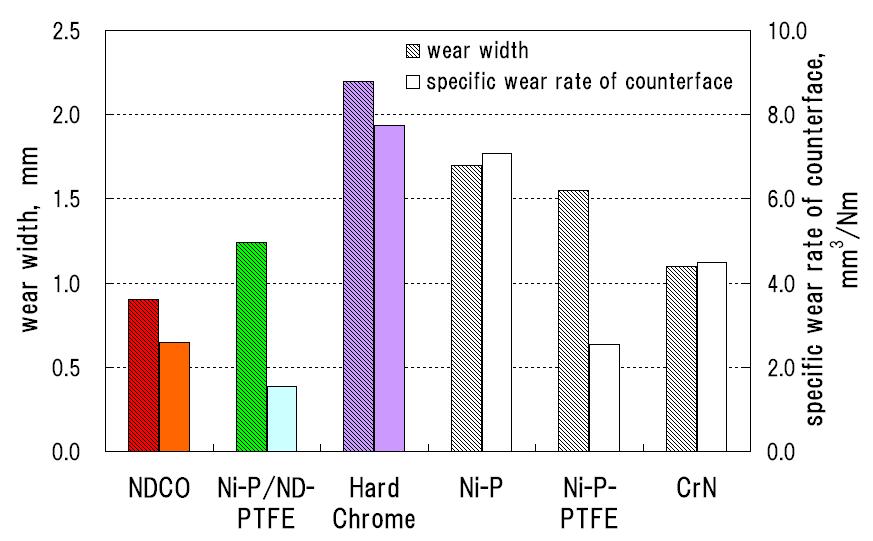 2.5
2.0
1.5
1.0
0.5
0.0
wear width, mm
wear width
specific wear rate of counterface
10.0
8.0
6.0
4.0
2.0
0.0
specific wear rate of counterface,
mm³/Nm
NDCO
Ni-P/ND-
PTFE
Hard
Chrome
Ni-P
Ni-P-
PTFE
CrN